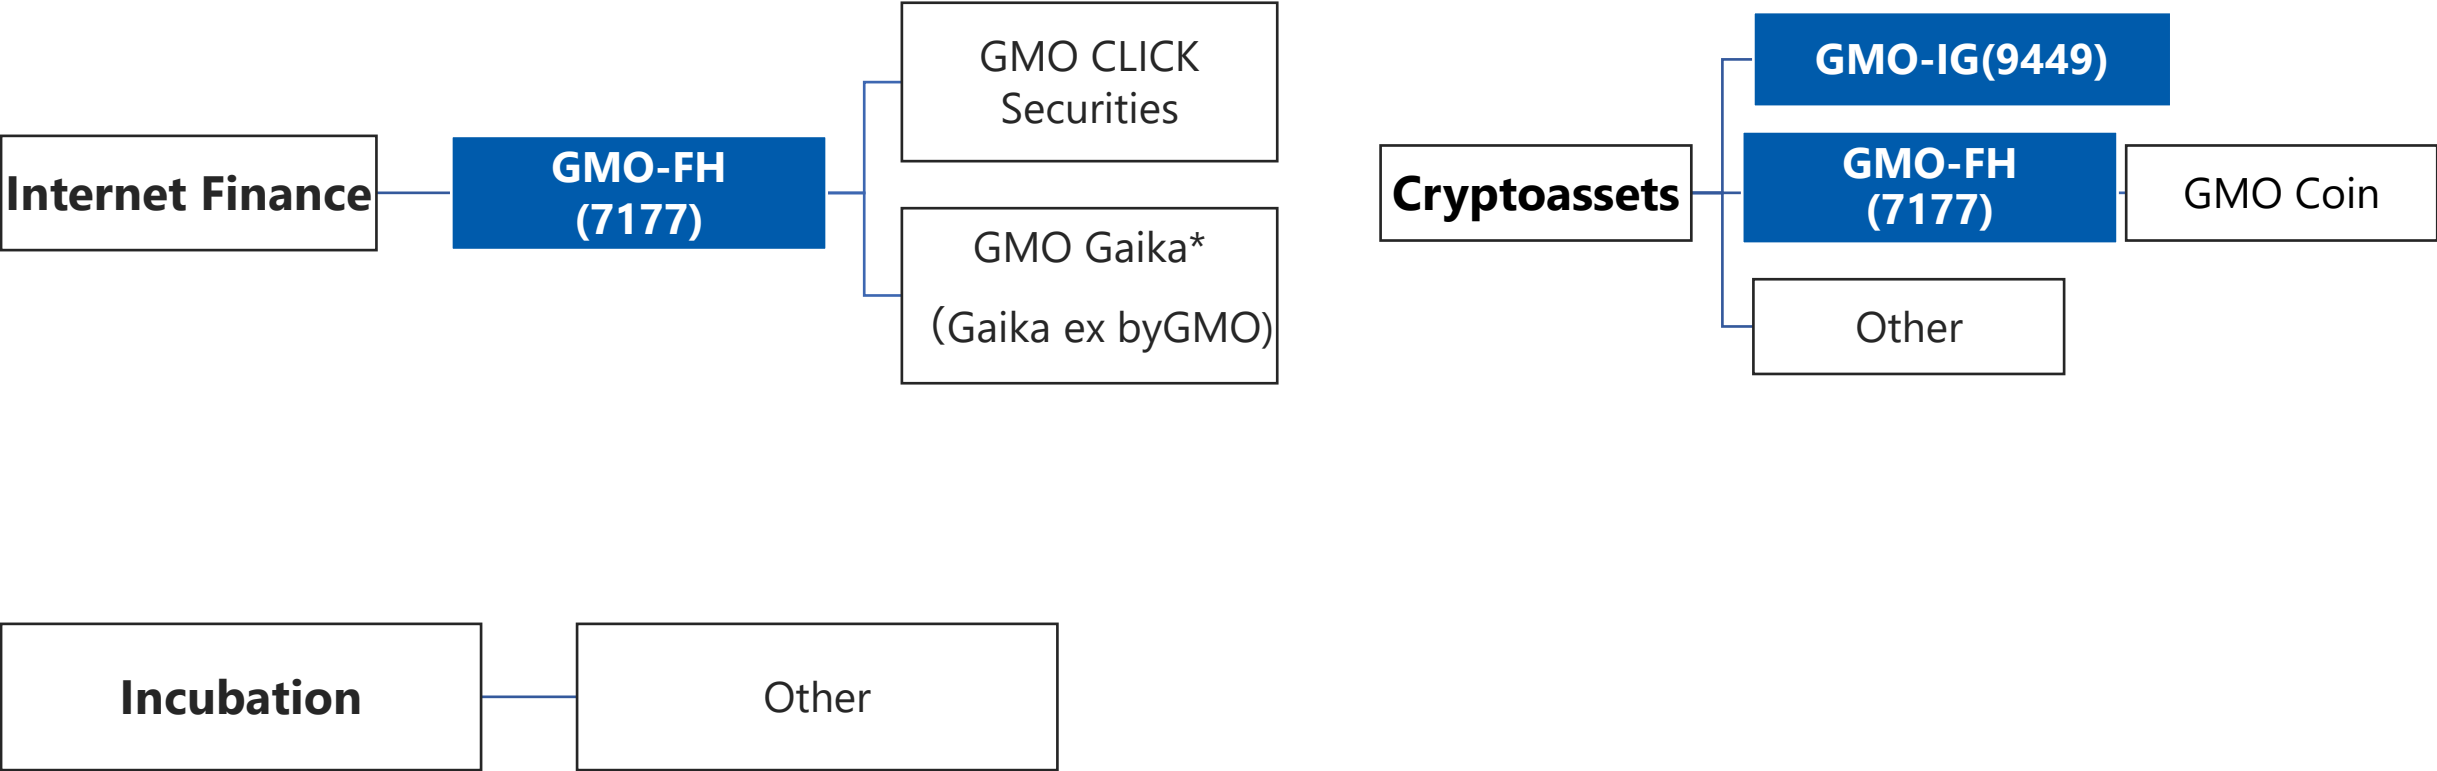 Internet Finance
GMO-FH
(7177)
GMO CLICK
Securities
GMO Gaika*
(Gaika ex byGMO)
Cryptoassets
GMO-IG(9449)
GMO-FH
(7177)
GMO Coin
Other
Incubation
Other